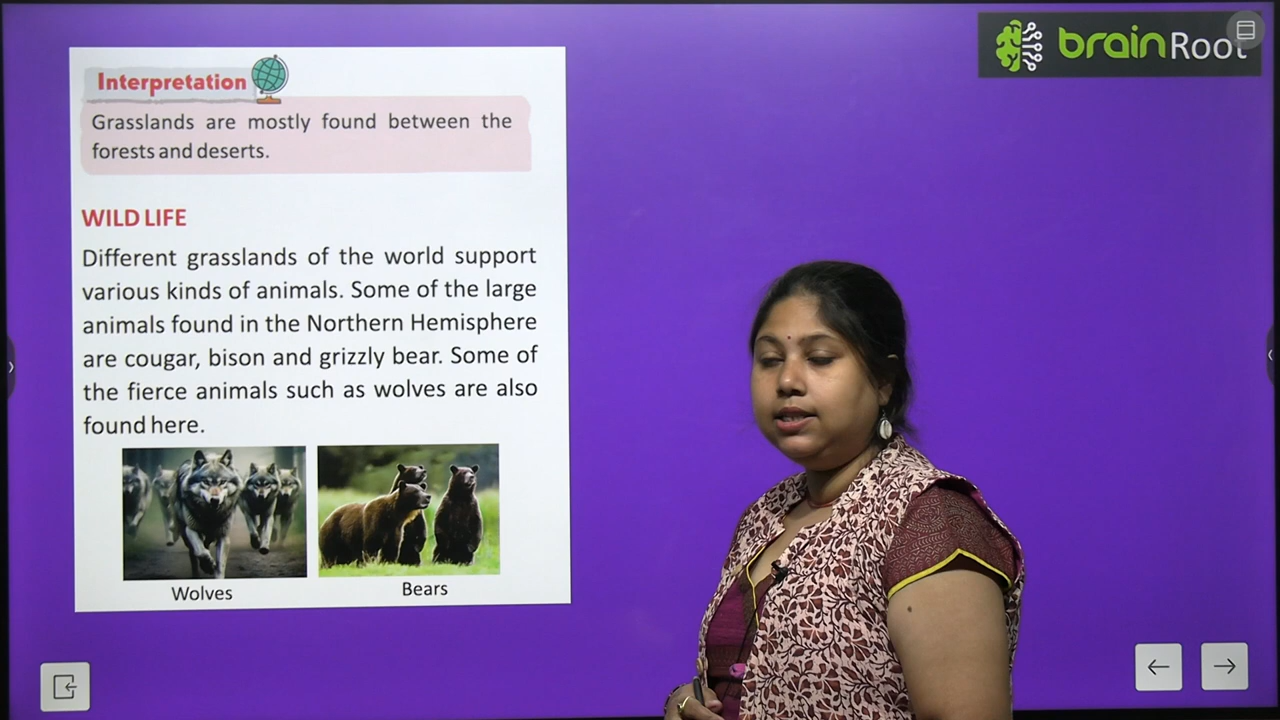 brainRoot
Interpretation
Grasslands are mostly found between the
forests and deserts.
WILD LIFE
Different grasslands of the world support
various kinds of animals. Some of the large
animals found in the Northern Hemisphere
are cougar, bison and grizzly bear. Some of
the fierce animals such as wolves are also
found here.
Wolves
Bears